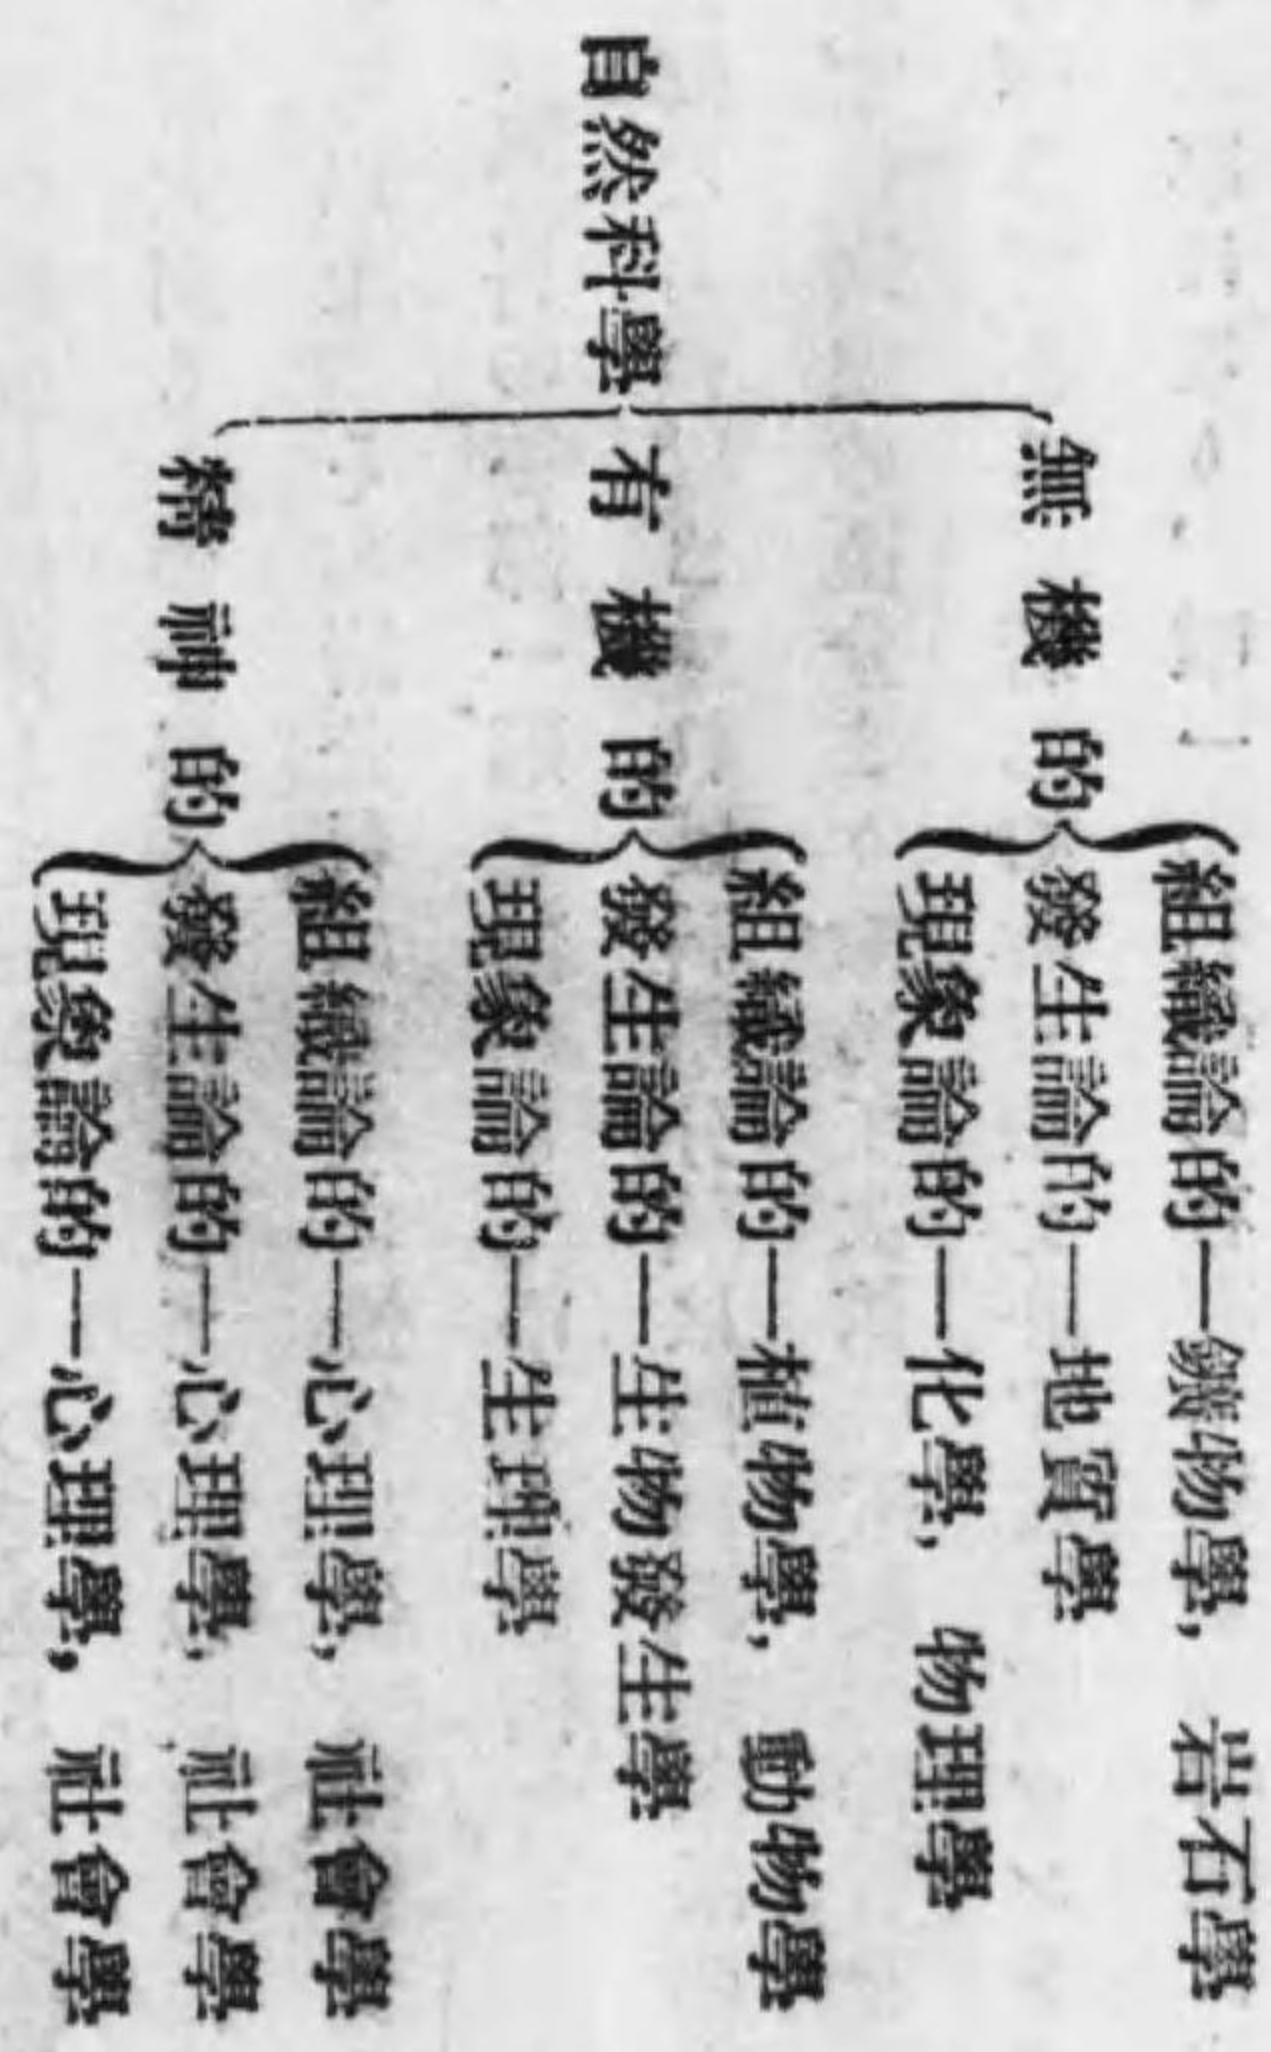 自然科學
無機的
組織論的—鑛物學，岩石學
發生論的—地質學
現象論的—化學，物理學
有機的
組織論的—植物學，動物學
發生論的—生物發生學
現象論的—生理學
精神的
組織論的—心理學，社會學
發生論的—心理學，社會學
現象論的—心理學，社會學